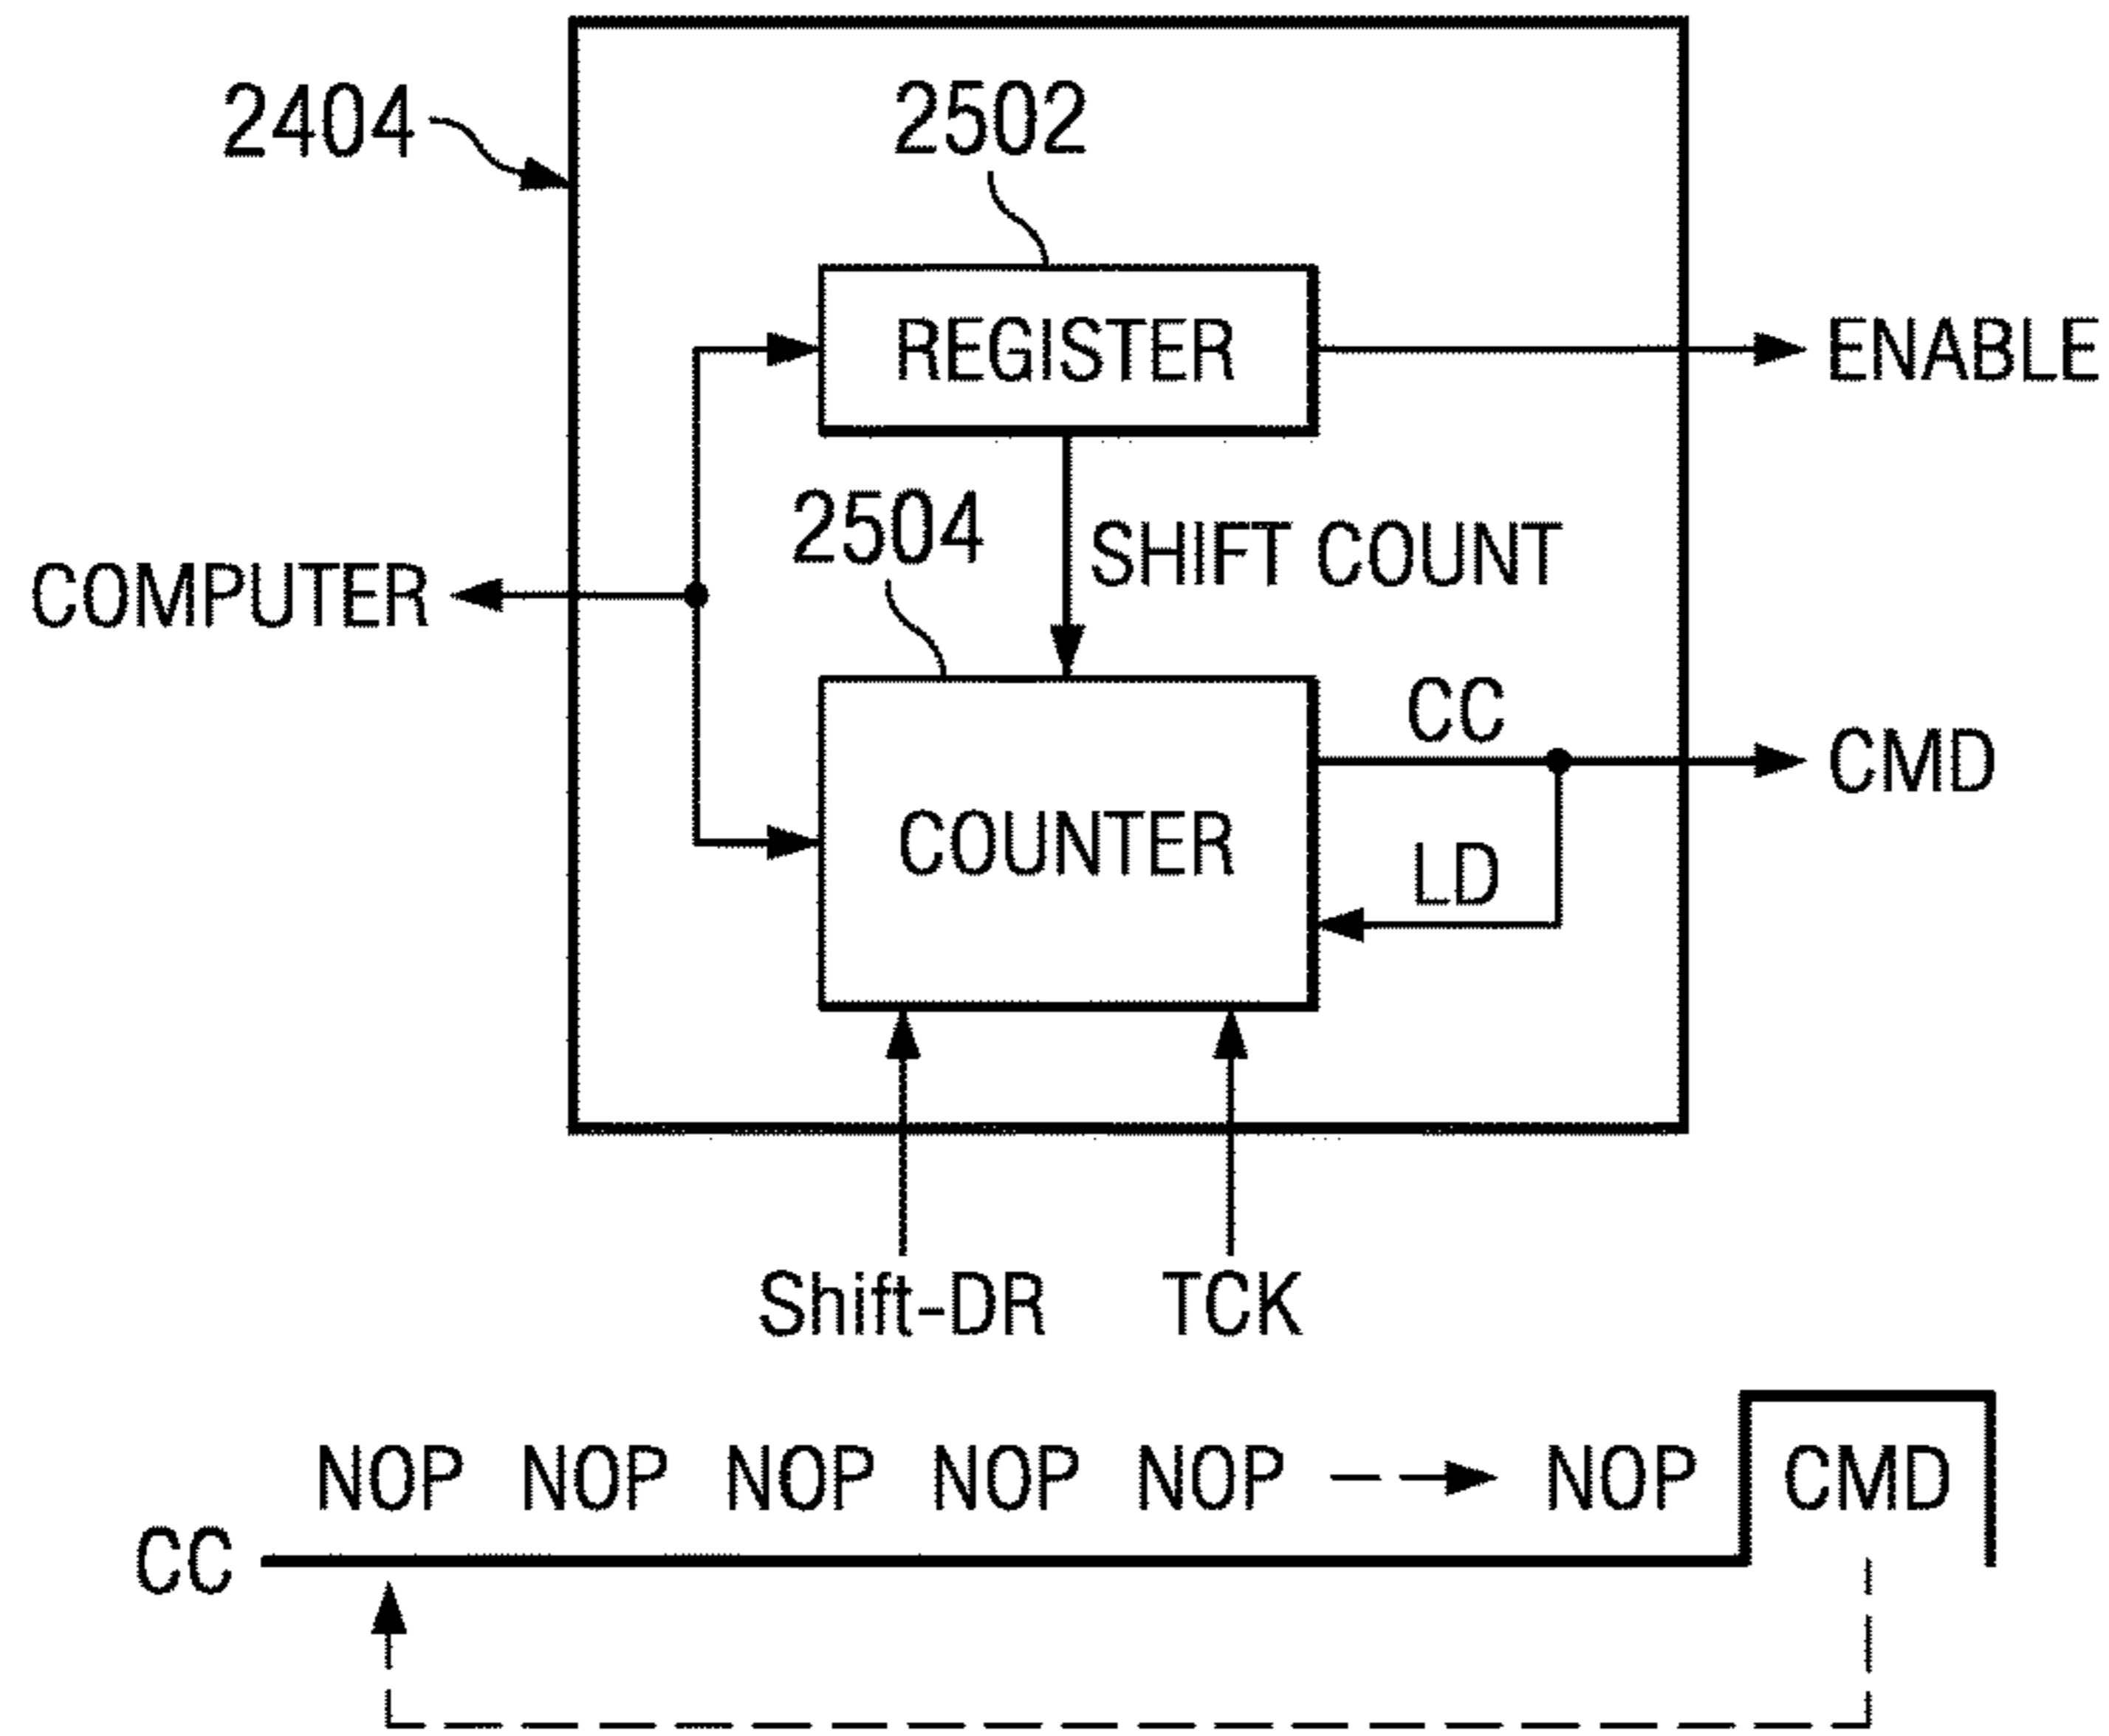 2404
2502
REGISTER
ENABLE
2504
SHIFT COUNT
COMPUTER
CC
CMD
COUNTER
LD
Shift-DR TCK
NOP NOP NOP NOP NOP NOP CMD
CC